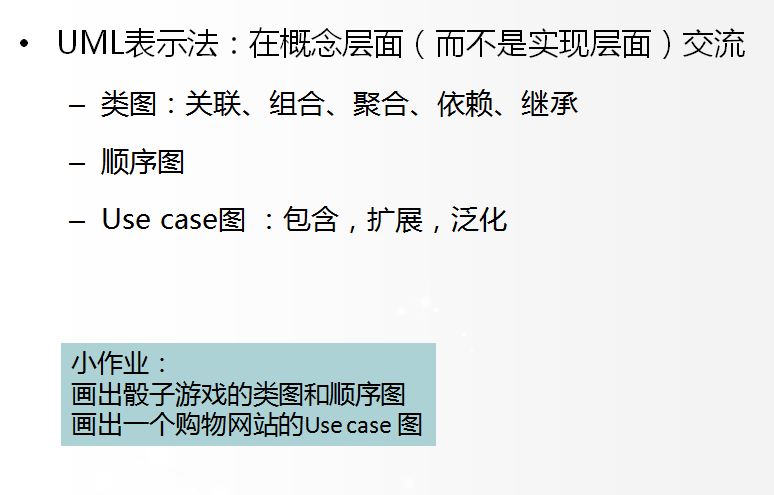 • UML表示法：在概念层面（而不是实现层面）交流
– 类图：关联、组合、聚合、依赖、继承
– 顺序图
– Use case图 ：包含，扩展，泛化
小作业：
画出骰子游戏的类图和顺序图
画出一个购物网站的Use case 图